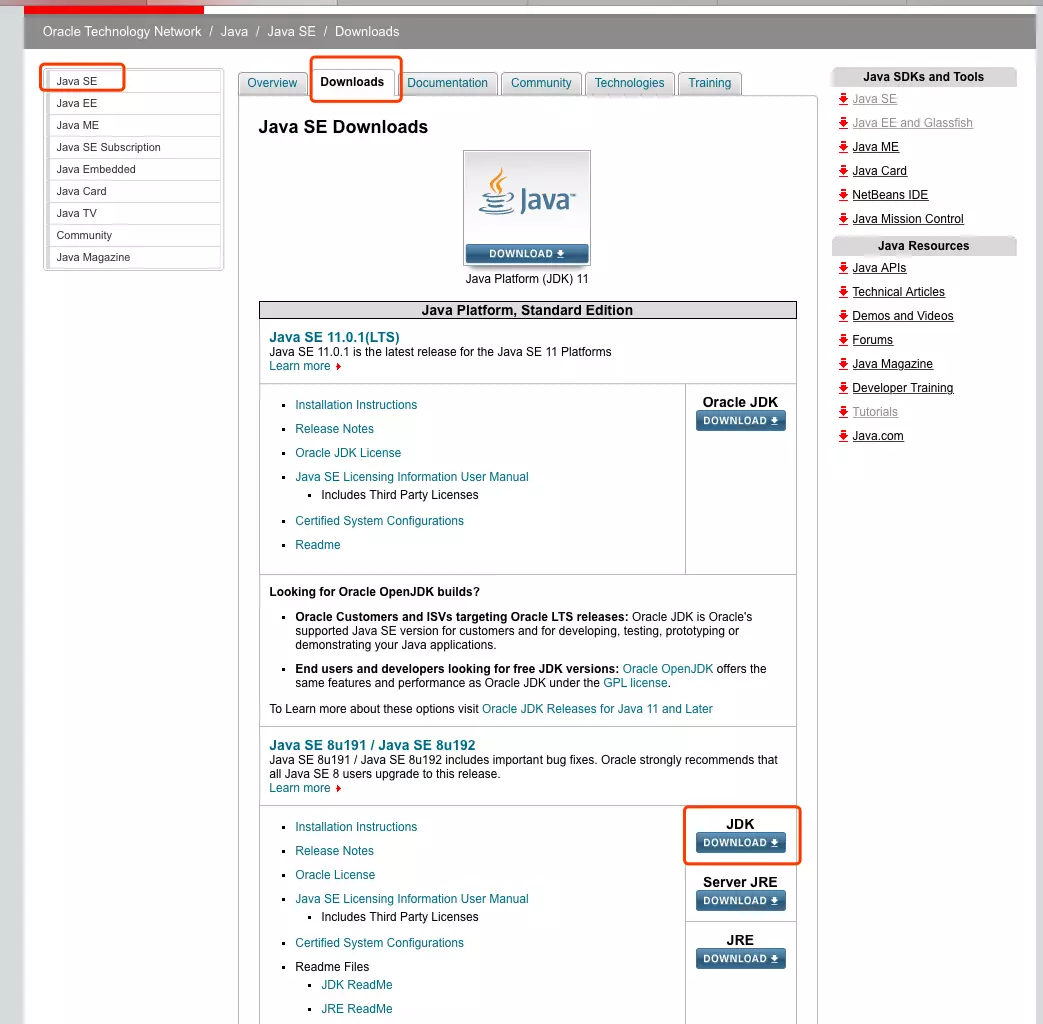 Oracle Technology Network / Java / Java SE / Downloads
Java SE
Java EE
Java ME
Java SE Subscription
Java Embedded
Java Card
Java TV
Community
Java Magazine
Overview
Downloads
Documentation
Community
Technologies
Training
Java SE Downloads
Java™
DOWNLOAD
Java Platform (JDK) 11
Java Platform, Standard Edition
Java SE 11.0.1(LTS)
Java SE 11.0.1 is the latest release for the Java SE 11 Platforms
Learn more
Installation Instructions
Release Notes
Oracle JDK License
Java SE Licensing Information User Manual
Includes Third Party Licenses
Certified System Configurations
Readme
Oracle JDK
DOWNLOAD
Looking for Oracle OpenJDK builds?
Oracle Customers and ISVs targeting Oracle LTS releases: Oracle JDK is Oracle's
supported Java SE version for customers and for developing, testing, prototyping or
demonstrating your Java applications.
End users and developers looking for free JDK versions: Oracle OpenJDK offers the
same features and performance as Oracle JDK under the GPL license.
To Learn more about these options visit Oracle JDK Releases for Java 11 and Later
Java SE 8u191 / Java SE 8u192
Java SE 8u191 / Java SE 8u192 includes important bug fixes. Oracle strongly recommends that
all Java SE 8 users upgrade to this release.
Learn more
Installation Instructions
Release Notes
Oracle License
Java SE Licensing Information User Manual
Includes Third Party Licenses
Certified System Configurations
Readme Files
JDK ReadMe
JRE ReadMe
JDK
DOWNLOAD
Server JRE
DOWNLOAD
JRE
DOWNLOAD
Java SDKs and Tools
Java SE
Java EE and Glassfish
Java ME
Java Card
NetBeans IDE
Java Mission Control
Java Resources
Java APIs
Technical Articles
Demos and Videos
Forums
Java Magazine
Developer Training
Tutorials
Java.com